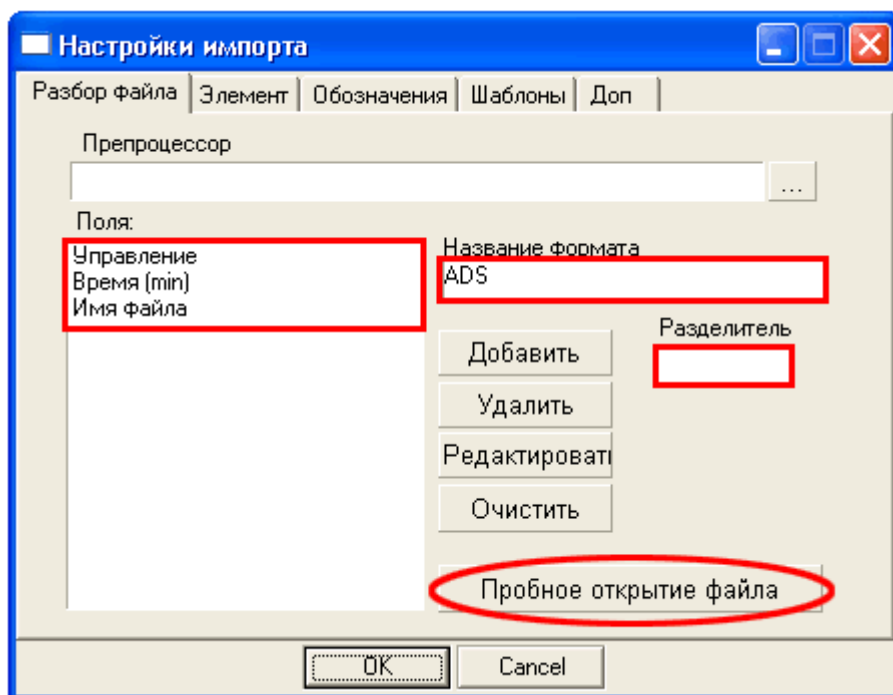 Настройки импорта
Разбор файла Элемент Обозначения Шаблоны Доп
Препроцессор
...
Поля:
Управление
Время (min)
Имя файла
Название формата
ADS
Разделитель
Добавить
Удалить
Редактироват
Очистить
Пробное открытие файла
OK Cancel